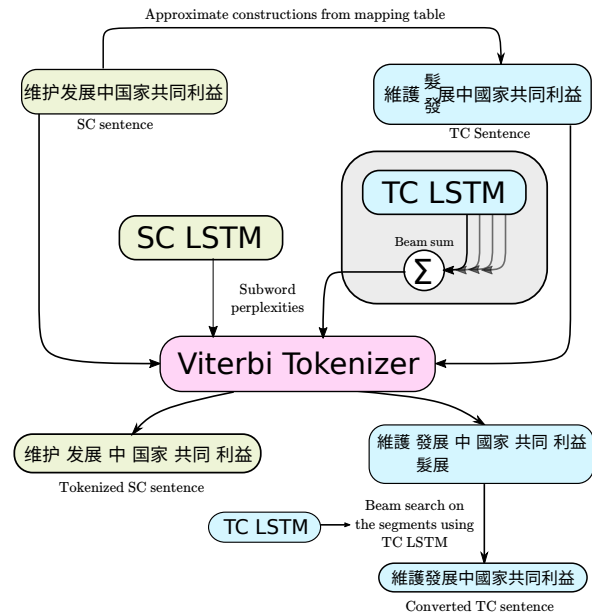 Approximate constructions from mapping table
维护发展中国家共同利益
SC sentence
髮
維護 發展中國家共同利益
TC Sentence
TC LSTM
SC LSTM
Beam sum
Σ
Subword
perplexities
Viterbi Tokenizer
维护 发展 中 国家 共同 利益
Tokenized SC sentence
維護 發展 中 國家 共同 利益
髮展
TC LSTM
Beam search on
the segments using
TC LSTM
維護發展中國家共同利益
Converted TC sentence